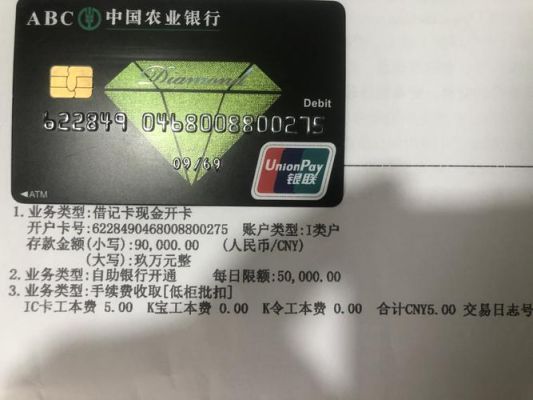 ABC 中国农业银行
Diamond
Debit
622849 0468008800275
09/69
UnionPay
银联
◄ATM
1. 业务类型:借记卡现金开卡
开户卡号:6228490468008800275 账户类型:I类户
存款金额(小写):90,000.00 (人民币/CNY)
(大写):玖万元整
2. 业务类型:自助银行开通 每日限额:50,000.00
3. 业务类型:手续费收取[低柜批扣]
IC卡工本费 5.00 K宝工本费 0.00 K令工本费 0.00 合计CNY5.00 交易日志号